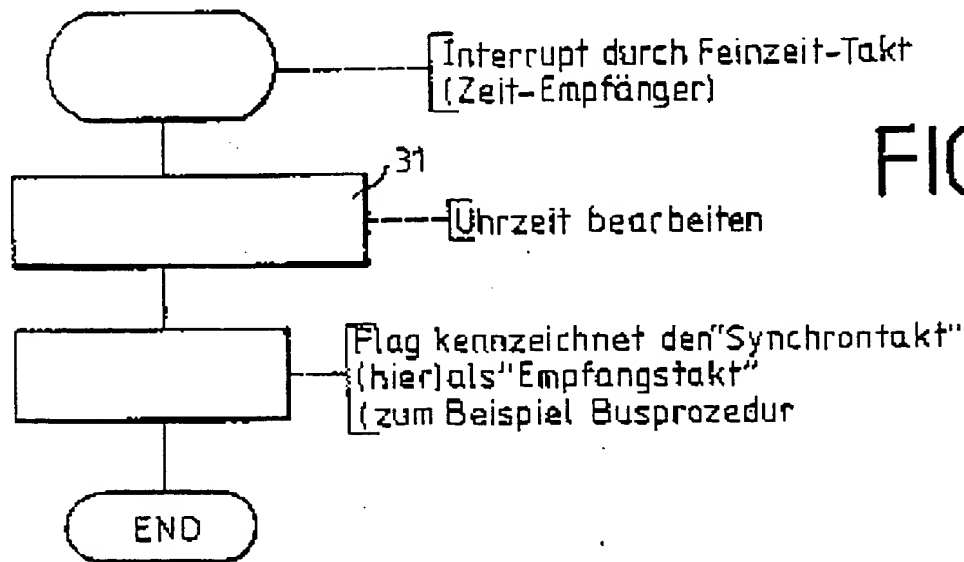 Interrupt durch Feinzeit-Takt
(Zeit-Empfänger)
FIG
31
Uhrzeit bearbeiten
Flag kennzeichnet den "Synchrontakt"
(hier) als "Empfangstakt"
(zum Beispiel Busprozedur
END